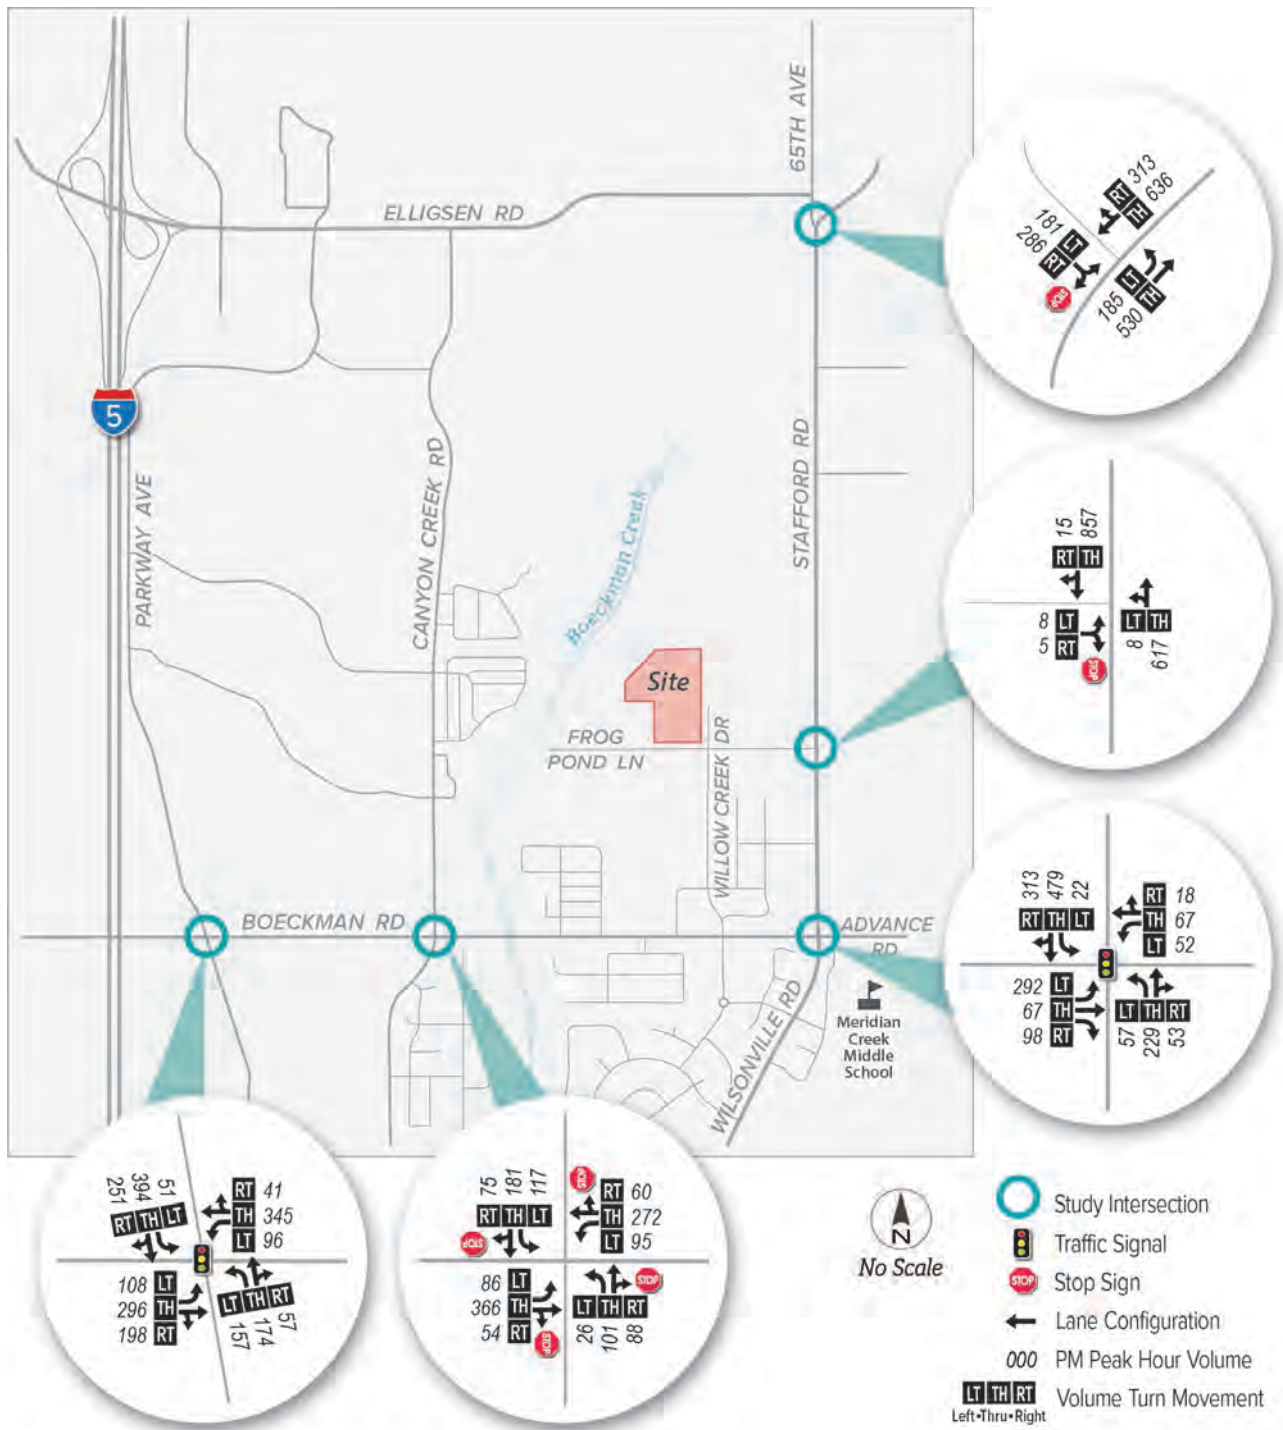 65TH AVE
ELLIGSEN RD
5
PARKWAY AVE
CANYON CREEK RD
Boeckman Creek
STAFFORD RD
Site
FROG
POND LN
WILLOW CREEK DR
BOECKMAN RD
ADVANCE
RD
WILSONVILLE RD
Meridian
Creek
Middle
School
313
636
RT TH
181
286
LT
RT
STOP
LT TH
185
530
15
857
RT TH
8 LT
5 RT
STOP
LT TH
8
617
313
479
22
RT TH LT
RT 18
TH 67
LT 52
292 LT
67 TH
98 RT
LT TH RT
57
229
53
251
394
51
RT TH LT
RT 41
TH 345
LT 96
108 LT
296 TH
198 RT
LT TH RT
157
174
57
75
181
117
RT TH LT
STOP
STOP
RT 60
TH 272
LT 95
86 LT
366 TH
54 RT
STOP
STOP
LT TH RT
26
101
88
N
No Scale
Study Intersection
Traffic Signal
STOP Stop Sign
Lane Configuration
000 PM Peak Hour Volume
LT TH RT Volume Turn Movement
Left•Thru•Right